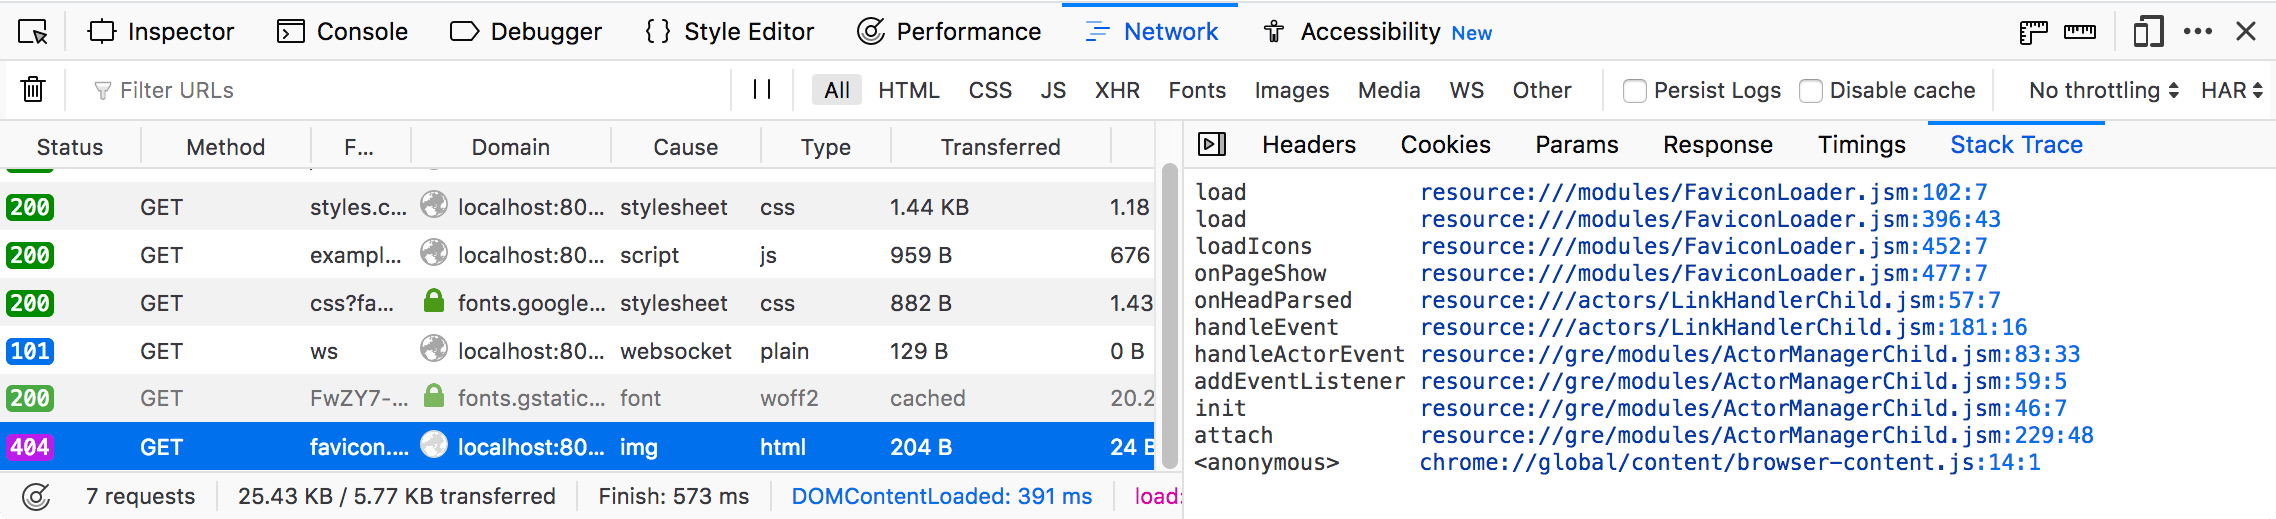 Inspector Console Debugger { } Style Editor Performance Network Accessibility New
Filter URLs All HTML CSS JS XHR Fonts Images Media WS Other Persist Logs Disable cache No throttling HAR
Status Method F... Domain Cause Type Transferred
200 GET styles.c... localhost:80... stylesheet css 1.44 KB 1.18
200 GET exampl... localhost:80... script js 959 B 676
200 GET css?fa... fonts.google... stylesheet css 882 B 1.43
101 GET ws localhost:80... websocket plain 129 B 0 B
200 GET FwZY7-... fonts.gstatic... font woff2 cached 20.2
404 GET favicon.... localhost:80... img html 204 B 24 B
7 requests 25.43 KB / 5.77 KB transferred Finish: 573 ms DOMContentLoaded: 391 ms load:
Headers Cookies Params Response Timings Stack Trace
load resource:///modules/FaviconLoader.jsm:102:7
load resource:///modules/FaviconLoader.jsm:396:43
loadIcons resource:///modules/FaviconLoader.jsm:452:7
onPageShow resource:///modules/FaviconLoader.jsm:477:7
onHeadParsed resource:///actors/LinkHandlerChild.jsm:57:7
handleEvent resource:///actors/LinkHandlerChild.jsm:181:16
handleActorEvent resource://gre/modules/ActorManagerChild.jsm:83:33
addEventListener resource://gre/modules/ActorManagerChild.jsm:59:5
init resource://gre/modules/ActorManagerChild.jsm:46:7
attach resource://gre/modules/ActorManagerChild.jsm:229:48
<anonymous> chrome://global/content/browser-content.js:14:1